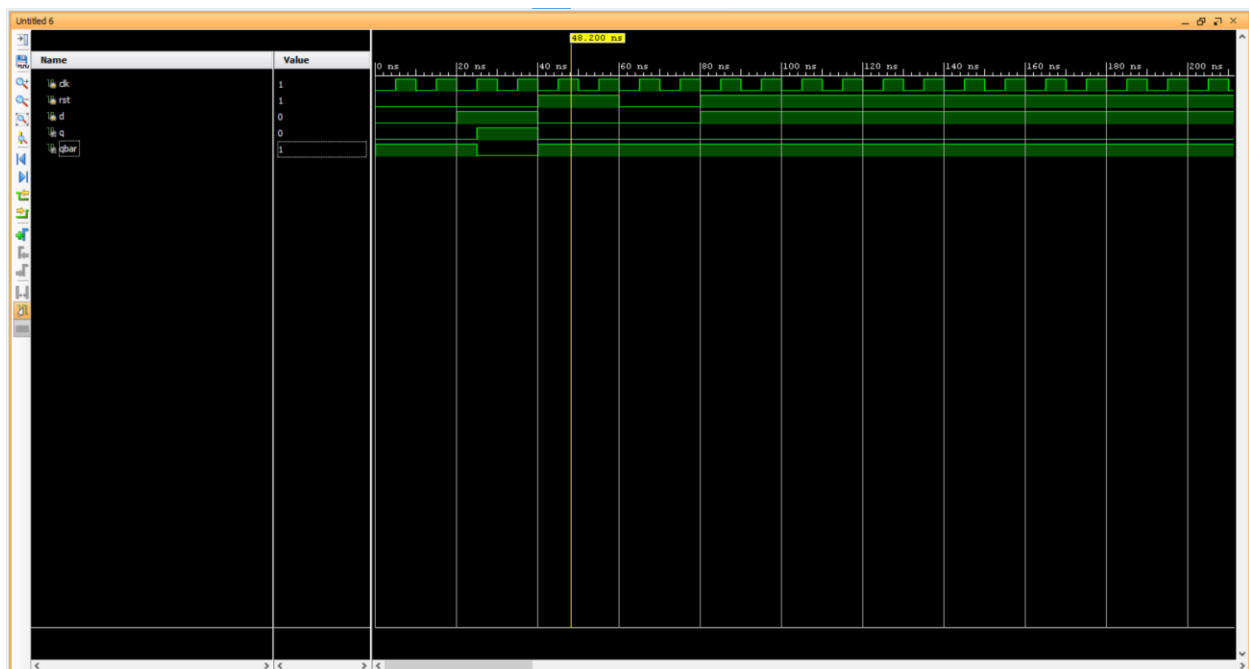 Untitled 6
48.200 ns
Name Value
0 ns 20 ns 40 ns 60 ns 80 ns 100 ns 120 ns 140 ns 160 ns 180 ns 200 ns
clk 1
rst 1
d 0
q 0
qbar 1